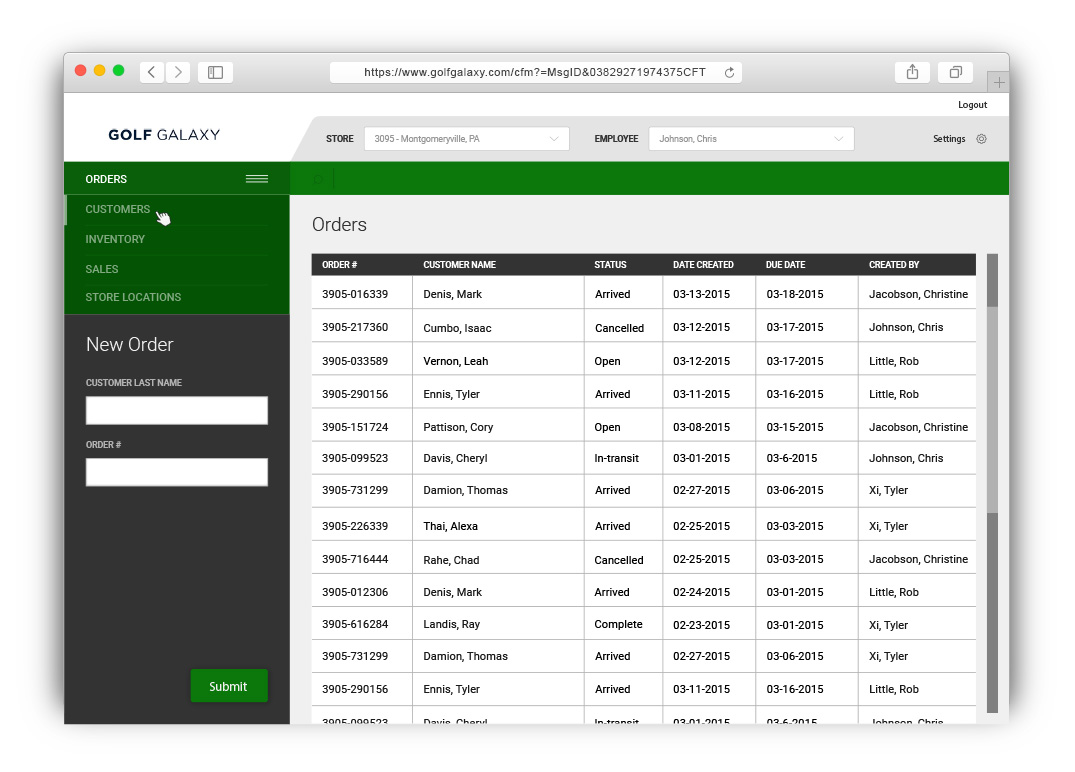 https://www.golfgalaxy.com/cfm?=MsgID&03829271974375CFT
Logout
GOLF GALAXY
STORE 3095 - Montgomeryville, PA EMPLOYEE Johnson, Chris Settings
ORDERS
CUSTOMERS
INVENTORY
SALES
STORE LOCATIONS
New Order
CUSTOMER LAST NAME
ORDER #
Submit
Orders
ORDER # CUSTOMER NAME STATUS DATE CREATED DUE DATE CREATED BY
3905-016339 Denis, Mark Arrived 03-13-2015 03-18-2015 Jacobson, Christine
3905-217360 Cumbo, Isaac Cancelled 03-12-2015 03-17-2015 Johnson, Chris
3905-033589 Vernon, Leah Open 03-12-2015 03-17-2015 Little, Rob
3905-290156 Ennis, Tyler Arrived 03-11-2015 03-16-2015 Little, Rob
3905-151724 Pattison, Cory Open 03-08-2015 03-15-2015 Jacobson, Christine
3905-099523 Davis, Cheryl In-transit 03-01-2015 03-6-2015 Johnson, Chris
3905-731299 Damion, Thomas Arrived 02-27-2015 03-06-2015 Xi, Tyler
3905-226339 Thai, Alexa Arrived 02-25-2015 03-03-2015 Xi, Tyler
3905-716444 Rahe, Chad Cancelled 02-25-2015 03-03-2015 Jacobson, Christine
3905-012306 Denis, Mark Arrived 02-24-2015 03-01-2015 Little, Rob
3905-616284 Landis, Ray Complete 02-23-2015 03-01-2015 Xi, Tyler
3905-731299 Damion, Thomas Arrived 02-27-2015 03-06-2015 Xi, Tyler
3905-290156 Ennis, Tyler Arrived 03-11-2015 03-16-2015 Little, Rob
3905-099523 Davis, Cheryl In-transit 03-01-2015 03-6-2015 Johnson, Chris